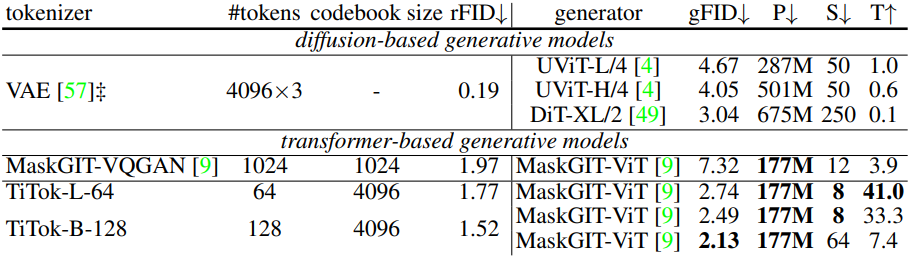 tokenizer #tokens codebook size rFID↓ generator gFID↓ P↓ S↓ T↑
diffusion-based generative models
UViT-L/4 [4] 4.67 287M 50 1.0
VAE [57]‡ 4096×3 - 0.19 UViT-H/4 [4] 4.05 501M 50 0.6
DiT-XL/2 [49] 3.04 675M 250 0.1
transformer-based generative models
MaskGIT-VQGAN [9] 1024 1024 1.97 MaskGIT-ViT [9] 7.32 177M 12 3.9
TiTok-L-64 64 4096 1.77 MaskGIT-ViT [9] 2.74 177M 8 41.0
TiTok-B-128 128 4096 1.52 MaskGIT-ViT [9] 2.49 177M 8 33.3
MaskGIT-ViT [9] 2.13 177M 64 7.4